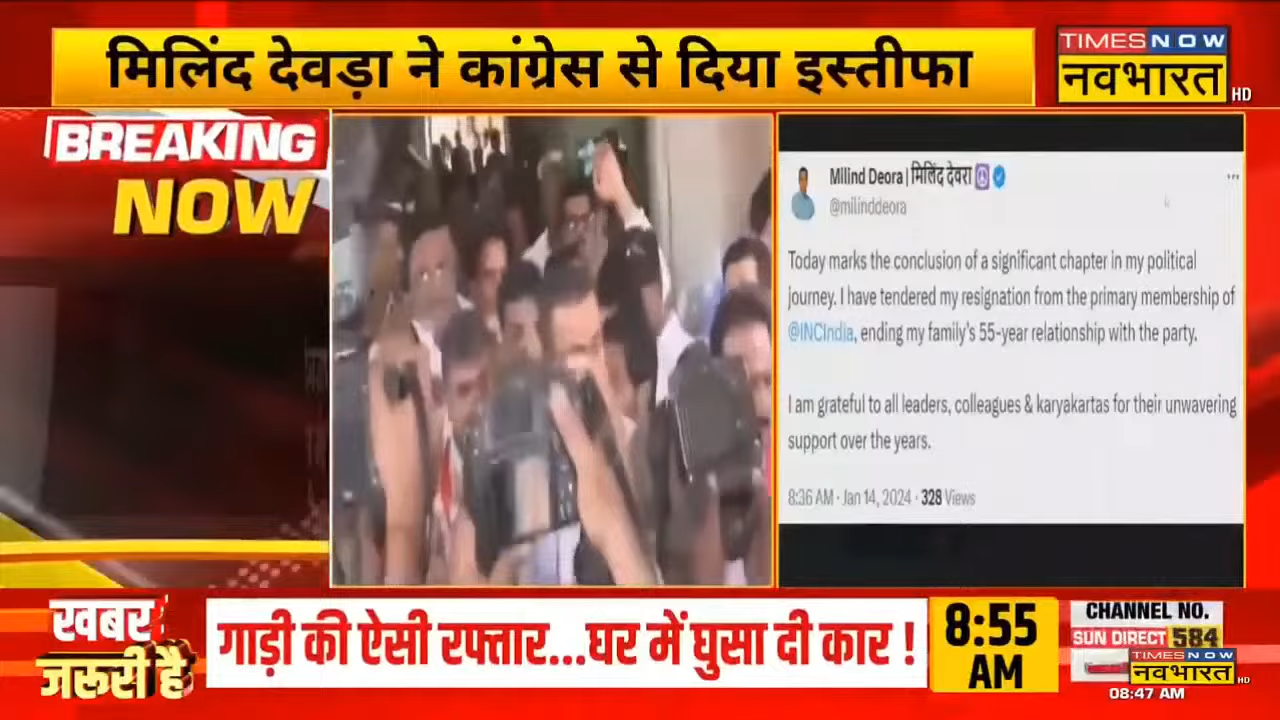 मिलिंद देवड़ा ने कांग्रेस से दिया इस्तीफा
TIMES NOW
नवभारत
HD
BREAKING
NOW
Milind Deora | मिलिंद देवरा
@milinddeora
Today marks the conclusion of a significant chapter in my political
journey. I have tendered my resignation from the primary membership of
@INCIndia, ending my family's 55-year relationship with the party.
I am grateful to all leaders, colleagues & karyakartas for their unwavering
support over the years.
8:36 AM · Jan 14, 2024 · 328 Views
खबर
जरूरी है
गाड़ी की ऐसी रफ्तार...घर में घुसा दी कार !
8:55
AM
CHANNEL NO.
SUN DIRECT 584
TIMES NOW
नवभारत
HD
08:47 AM